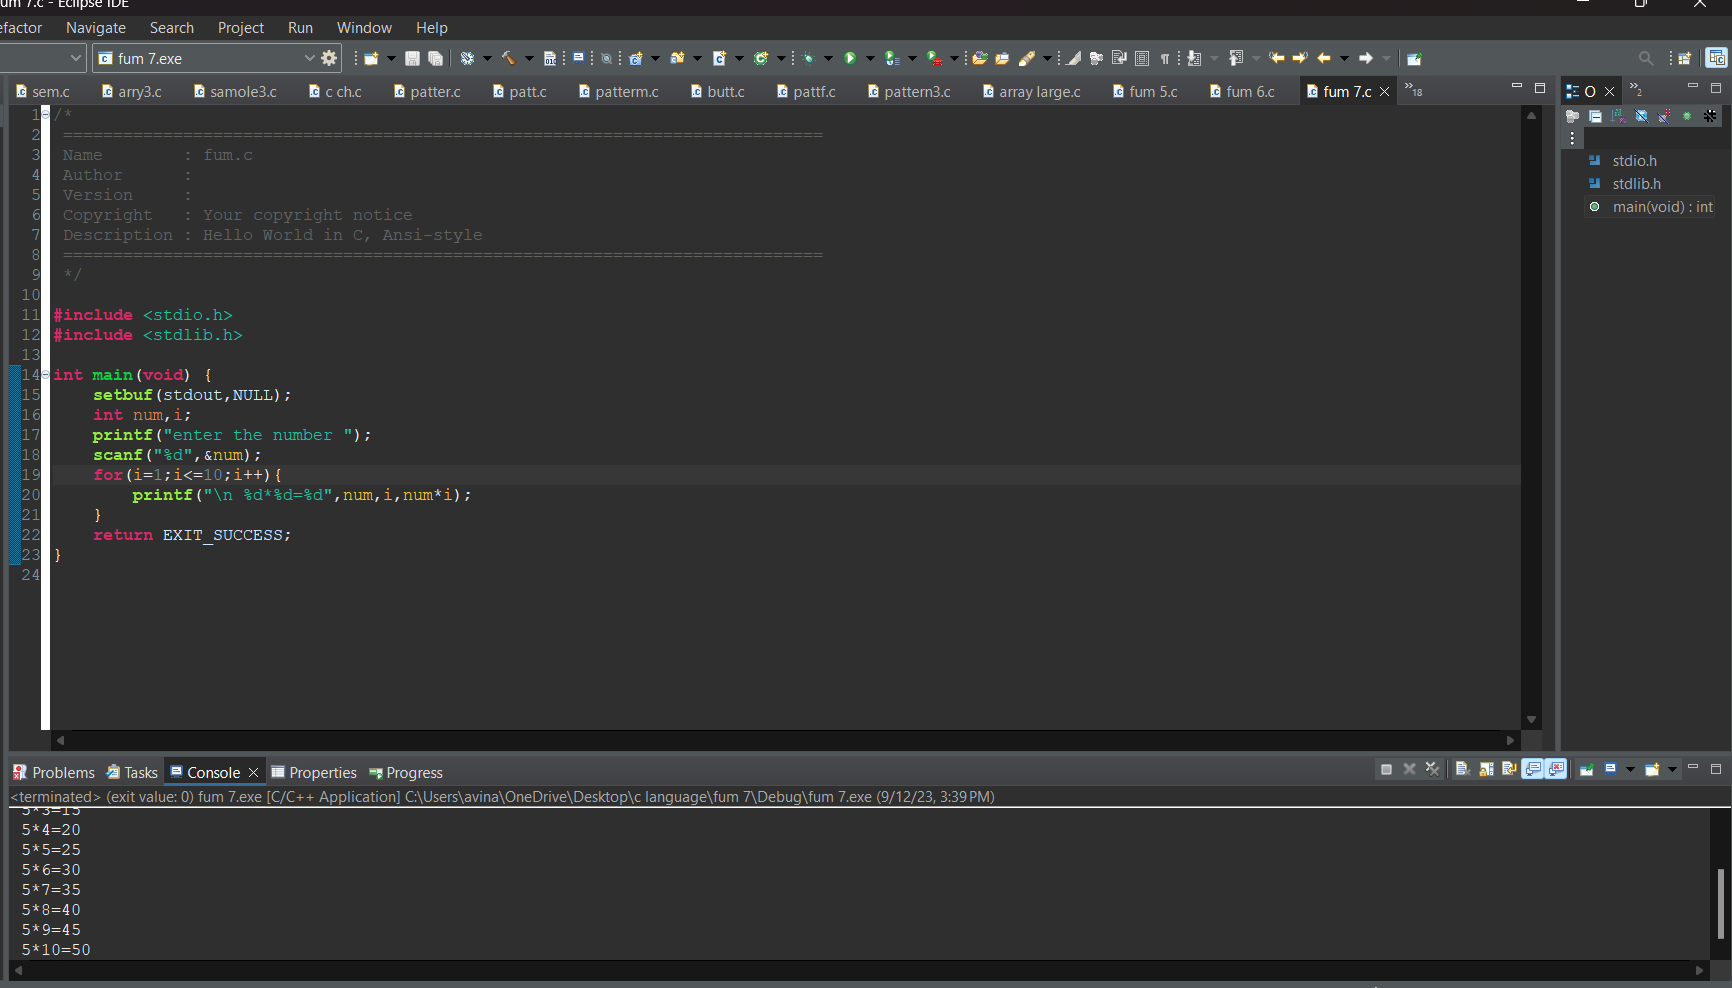 um 7.c - Eclipse IDE
efactor Navigate Search Project Run Window Help
fum 7.exe
sem.c arry3.c samole3.c c ch.c patter.c patt.c patterm.c butt.c pattf.c pattern3.c array large.c fum 5.c fum 6.c fum 7.c »18 O »2
1 /*
2 ============================================================================
3 Name        : fum.c
4 Author      :
5 Version     :
6 Copyright   : Your copyright notice
7 Description : Hello World in C, Ansi-style
8 ============================================================================
9 */
10
11 #include <stdio.h>
12 #include <stdlib.h>
13
14 int main(void) {
15     setbuf(stdout,NULL);
16     int num,i;
17     printf("enter the number ");
18     scanf("%d",&num);
19     for(i=1;i<=10;i++){
20         printf("\n %d*%d=%d",num,i,num*i);
21     }
22     return EXIT_SUCCESS;
23 }
24
stdio.h
stdlib.h
main(void) : int
Problems Tasks Console Properties Progress
<terminated> (exit value: 0) fum 7.exe [C/C++ Application] C:\Users\avina\OneDrive\Desktop\c language\fum 7\Debug\fum 7.exe (9/12/23, 3:39 PM)
5*3=15
5*4=20
5*5=25
5*6=30
5*7=35
5*8=40
5*9=45
5*10=50